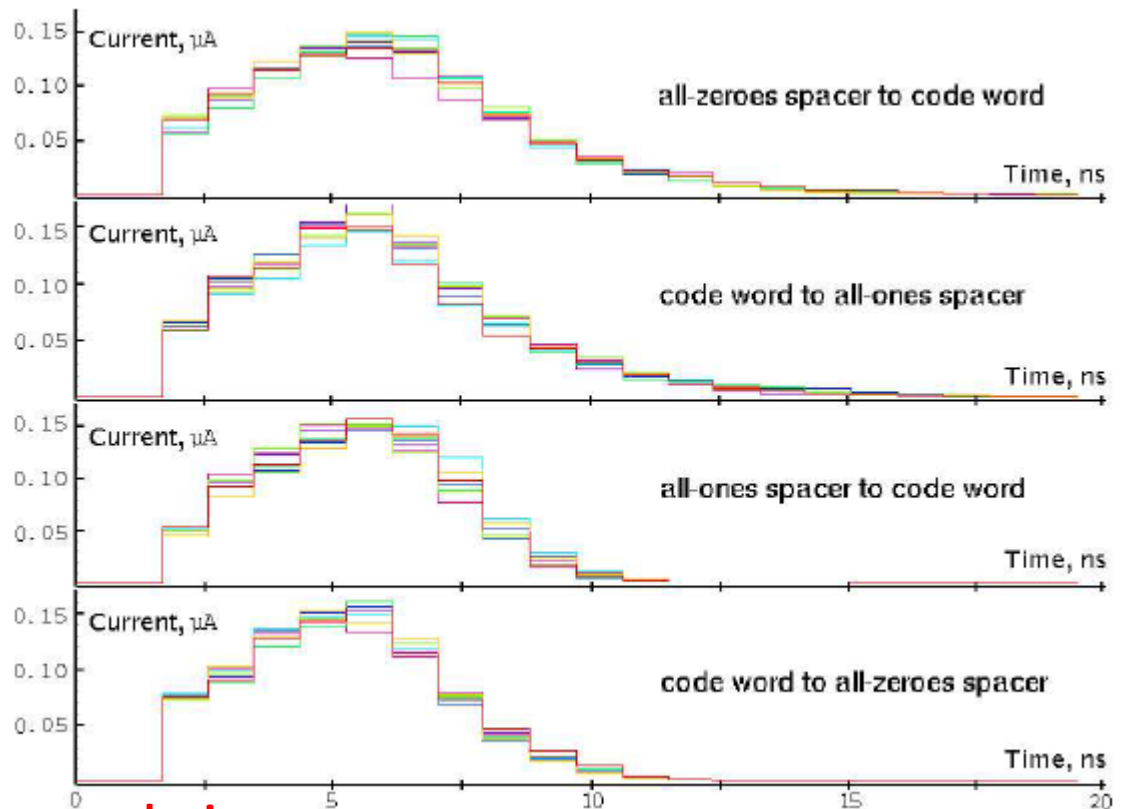 0.15
Current, µA
0.10
all-zeroes spacer to code word
0.05
Time, ns
0.15
Current, µA
0.10
code word to all-ones spacer
0.05
Time, ns
0.15
Current, µA
0.10
all-ones spacer to code word
0.05
Time, ns
0.15
Current, µA
0.10
code word to all-zeroes spacer
0.05
Time, ns
0 5 10 15 20